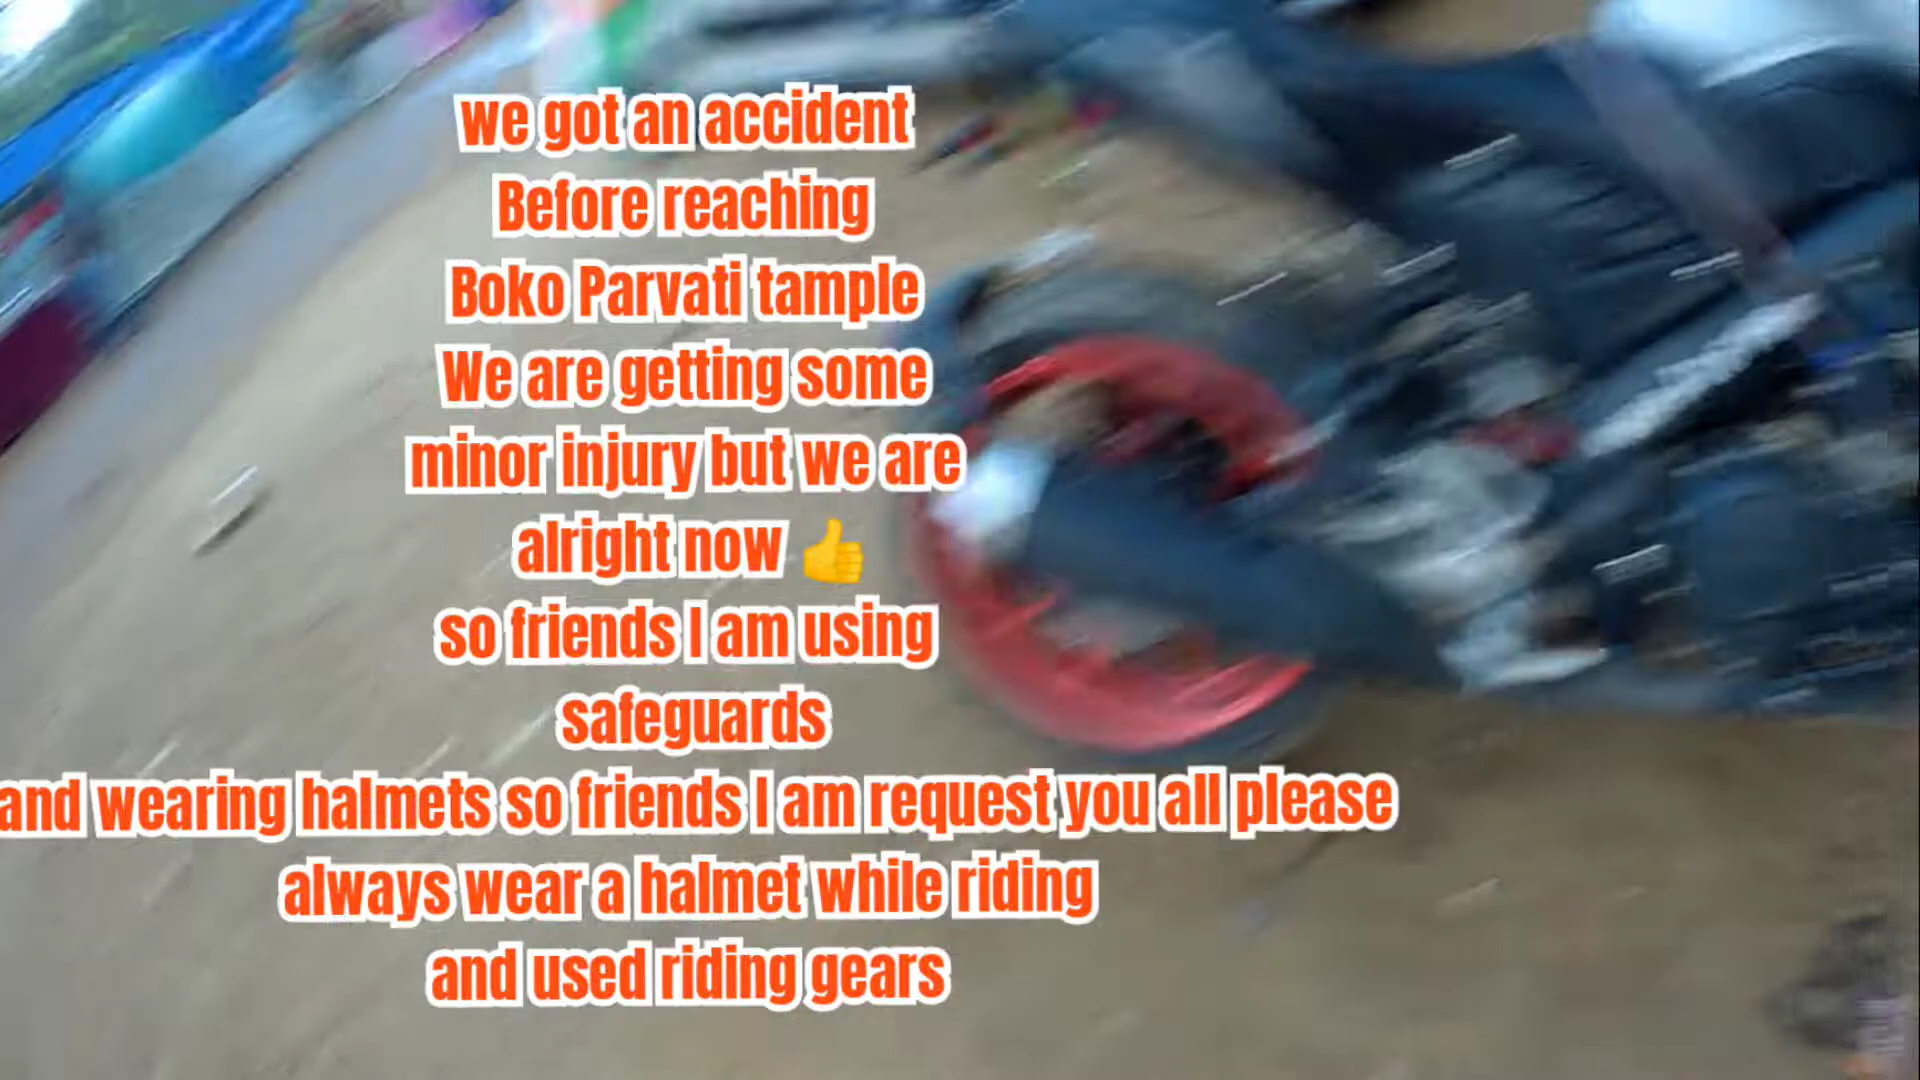 we got an accident
Before reaching
Boko Parvati tample
We are getting some
minor injury but we are
alright now 👍
so friends I am using
safeguards
and wearing halmets so friends I am request you all please
always wear a halmet while riding
and used riding gears